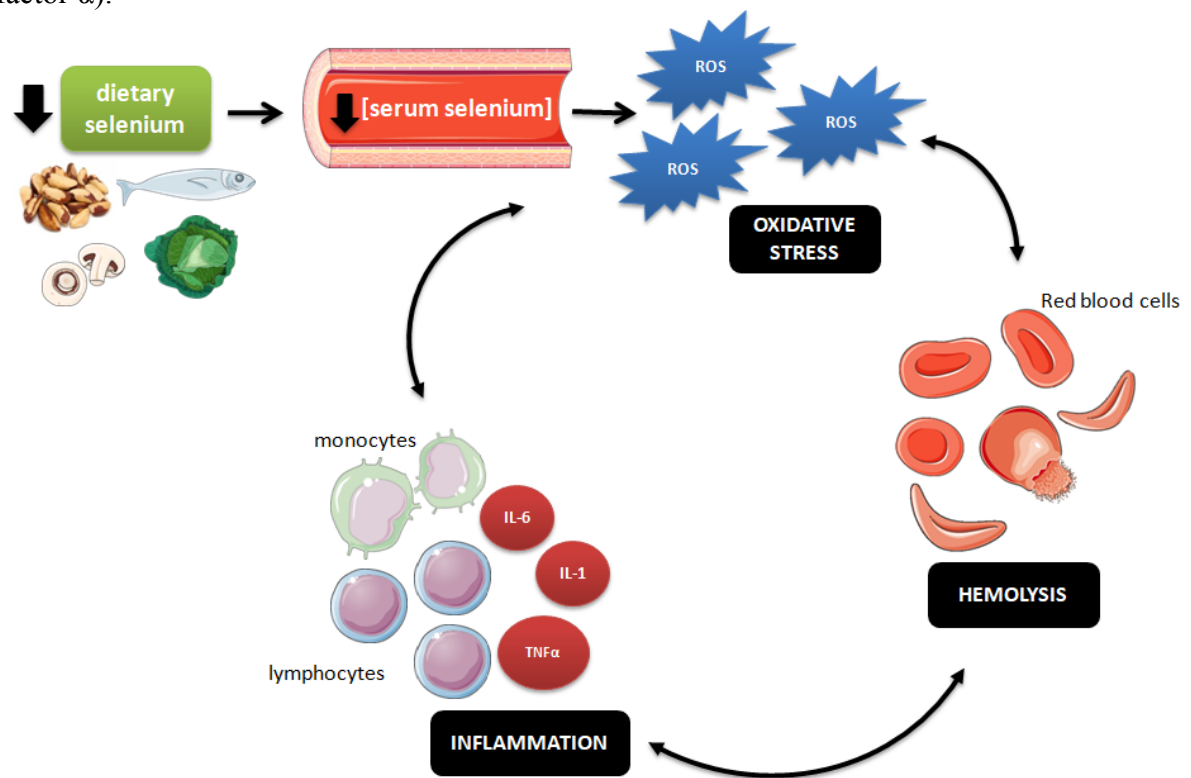 factor α).
dietary
selenium
[serum selenium]
ROS
ROS
ROS
OXIDATIVE
STRESS
Red blood cells
monocytes
IL-6
IL-1
HEMOLYSIS
TNFα
lymphocytes
INFLAMMATION